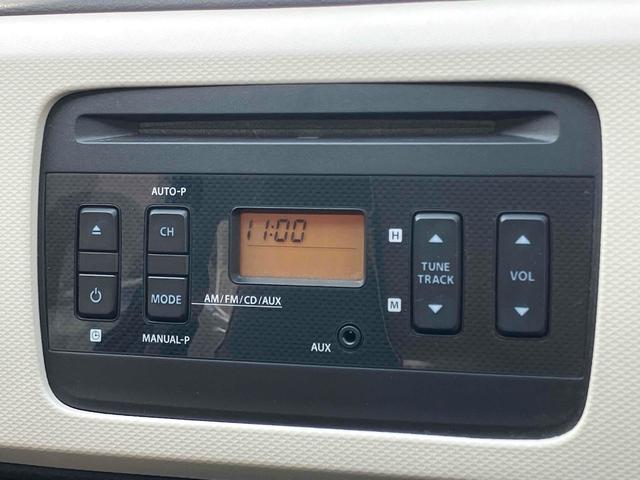 AUTO-P
CH
11:00
H
TUNE
TRACK
VOL
MODE
AM/FM/CD/AUX
M
C
MANUAL-P
AUX